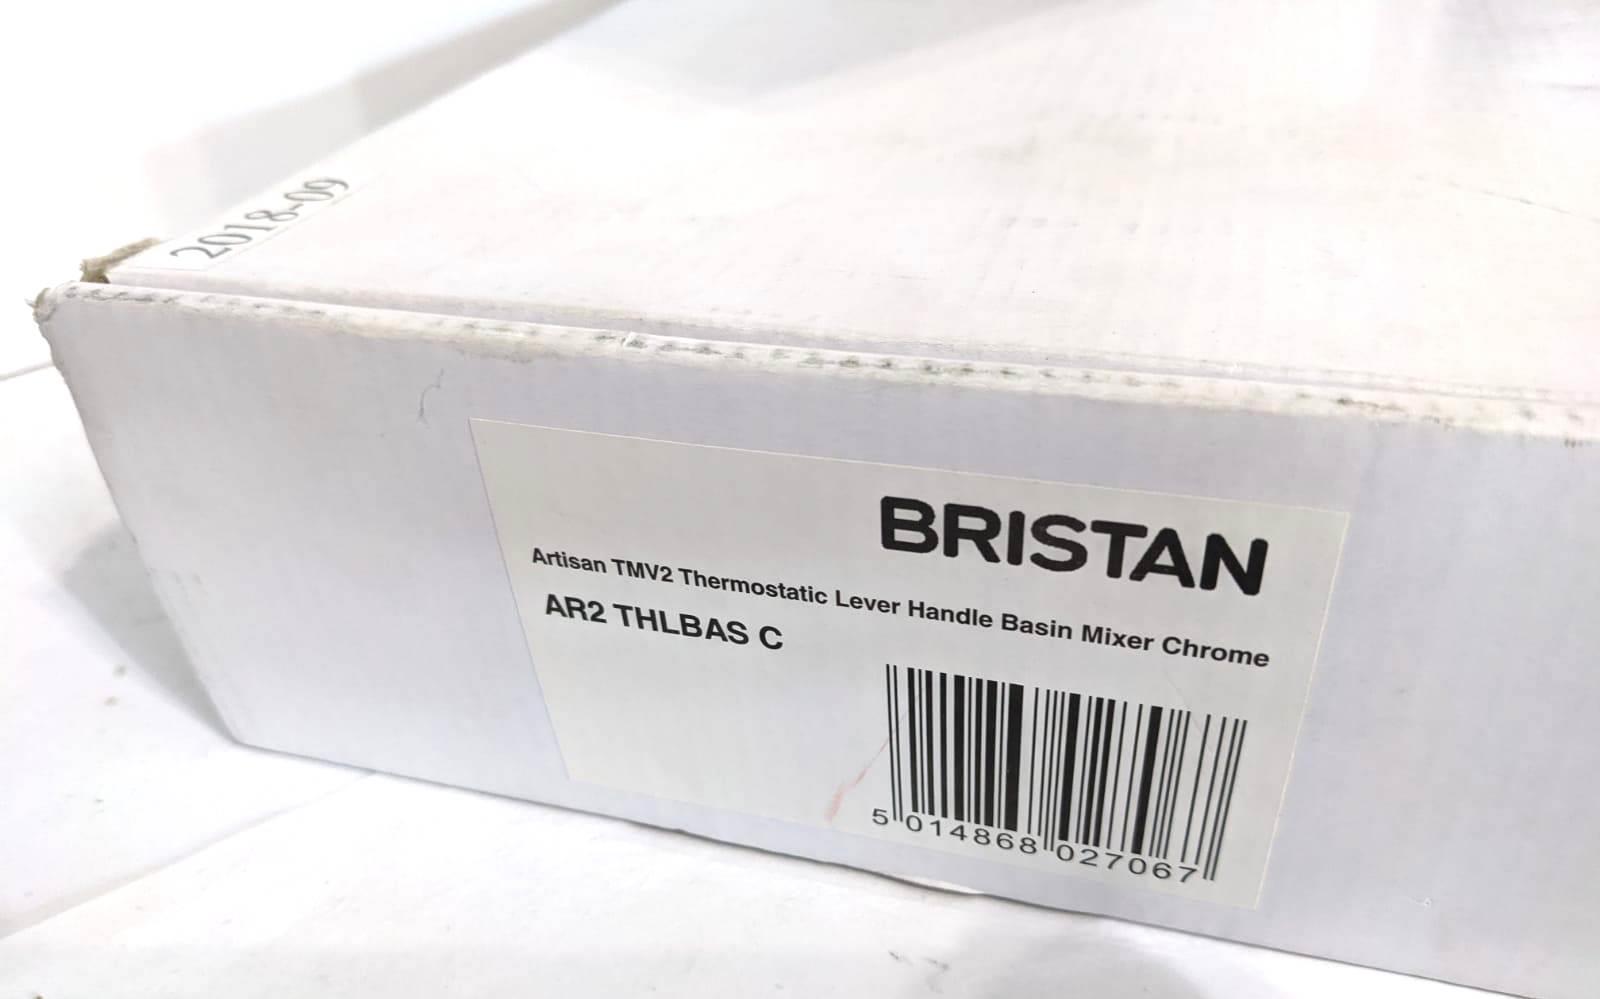 2018-09
BRISTAN
Artisan TMV2 Thermostatic Lever Handle Basin Mixer Chrome
AR2 THLBAS C
5 014868 027067